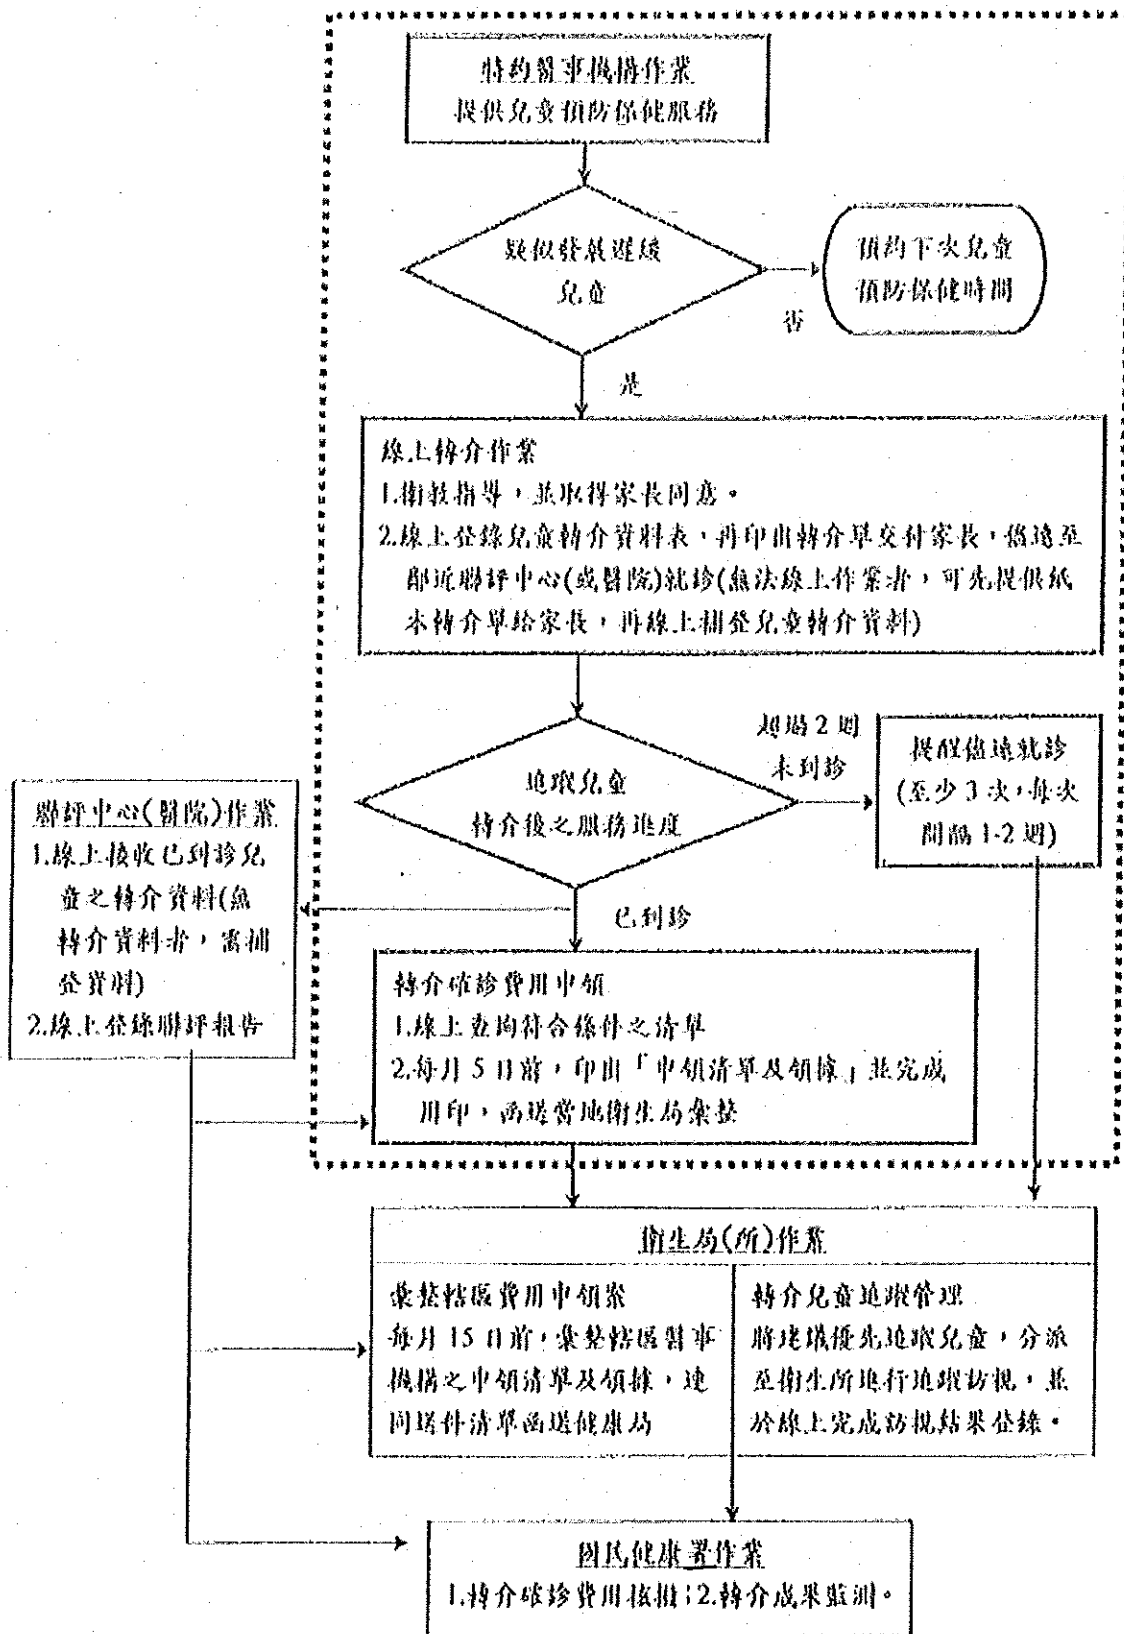 特約醫事機構作業
提供兒童預防保健服務
疑似發展遲緩
兒童
預約下次兒童
預防保健時間
否
是
線上轉介作業
1.衛教指導，並取得家長同意。
2.線上登錄兒童轉介資料表，再印出轉介單交付家長，儘速至
鄰近聯評中心(或醫院)就診(無法線上作業者，可先提供紙
本轉介單給家長，再線上補登兒童轉介資料)
追蹤兒童
轉介後之服務進度
超過2週
未到診
提醒儘速就診
(至少3次，每次
間隔1-2週)
已到診
聯評中心(醫院)作業
1.線上接收已到診兒
童之轉介資料(無
轉介資料者，需補
登資料)
2.線上登錄聯評報告
轉介確診費用申領
1.線上查詢符合條件之清單
2.每月5日前，印出「申領清單及領據」並完成
用印，函送當地衛生局彙整
衛生局(所)作業
彙整轄區費用申領案
每月15日前，彙整轄區醫事
機構之申領清單及領據，連
同送件清單函送健康局
轉介兒童追蹤管理
將建議優先追蹤兒童，分派
至衛生所進行追蹤訪視，並
於線上完成訪視結果登錄。
國民健康署作業
1.轉介確診費用核撥；2.轉介成果監測。